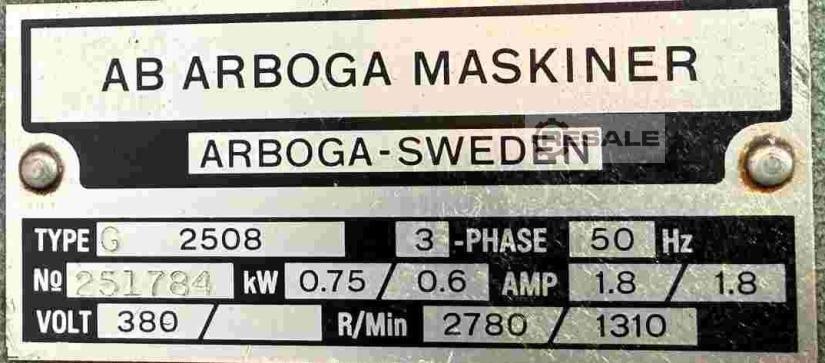 AB ARBOGA MASKINER
RESALE
ARBOGA-SWEDEN
TYPE G 2508 3 -PHASE 50 Hz
No 251784 kW 0.75 / 0.6 AMP 1.8 / 1.8
VOLT 380 / R/Min 2780 / 1310